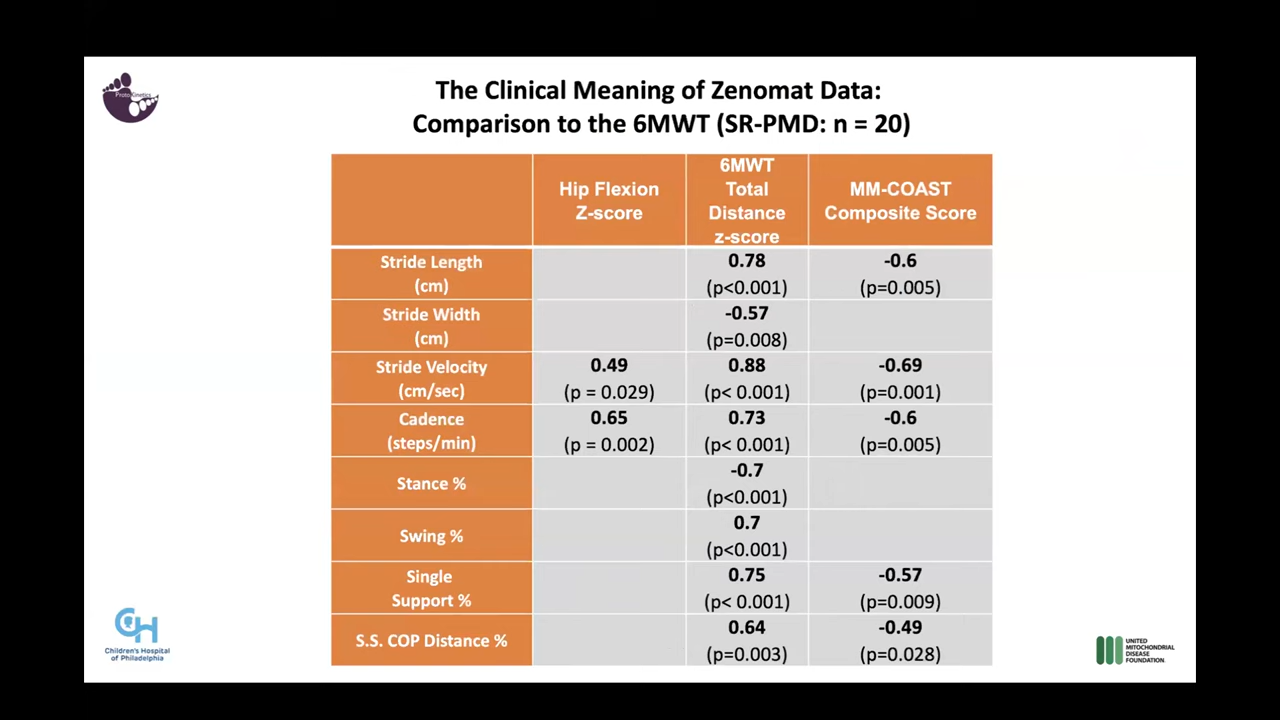 ProtoKinetics
The Clinical Meaning of Zenomat Data:
Comparison to the 6MWT (SR-PMD: n = 20)
Hip Flexion
Z-score
6MWT
Total
Distance
z-score
MM-COAST
Composite Score
Stride Length
(cm)
0.78
(p<0.001)
-0.6
(p=0.005)
Stride Width
(cm)
-0.57
(p=0.008)
Stride Velocity
(cm/sec)
0.49
(p = 0.029)
0.88
(p< 0.001)
-0.69
(p=0.001)
Cadence
(steps/min)
0.65
(p = 0.002)
0.73
(p< 0.001)
-0.6
(p=0.005)
Stance %
-0.7
(p<0.001)
Swing %
0.7
(p<0.001)
Single
Support %
0.75
(p< 0.001)
-0.57
(p=0.009)
S.S. COP Distance %
0.64
(p=0.003)
-0.49
(p=0.028)
CH
Children's Hospital
of Philadelphia
UNITED
MITOCHONDRIAL
DISEASE
FOUNDATION.